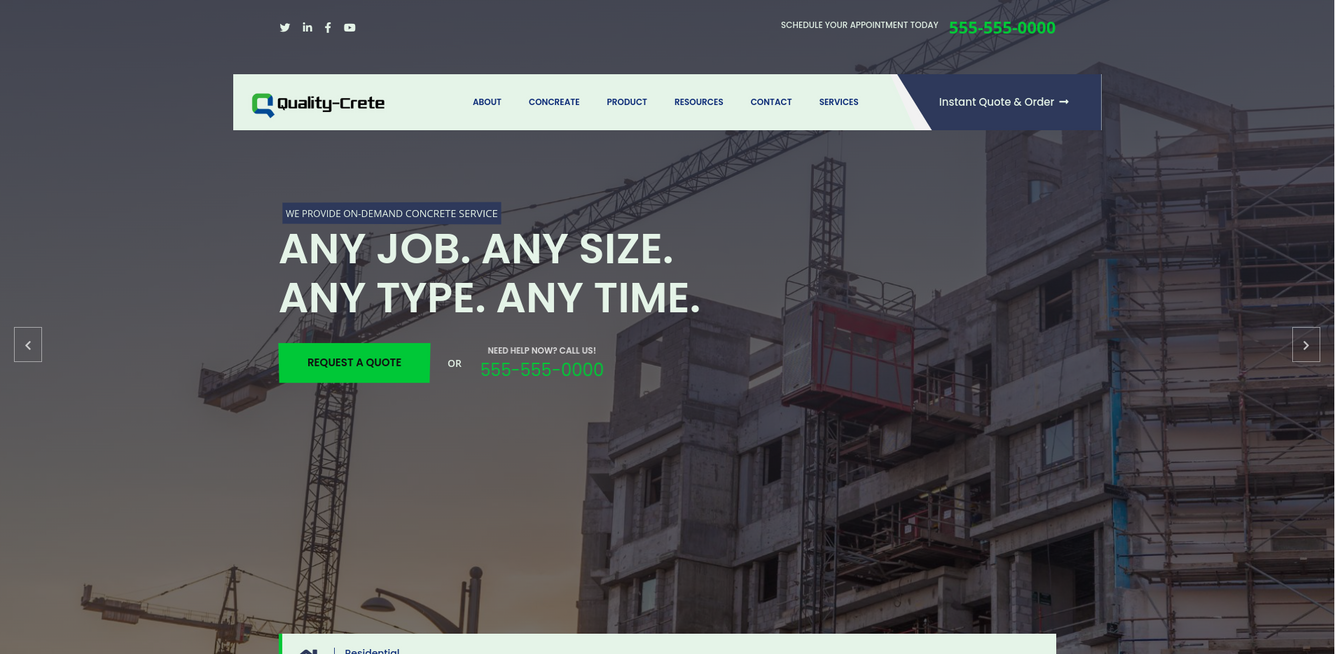 SCHEDULE YOUR APPOINTMENT TODAY 555-555-0000
Quality-Crete ABOUT CONCREATE PRODUCT RESOURCES CONTACT SERVICES Instant Quote & Order
WE PROVIDE ON-DEMAND CONCRETE SERVICE
ANY JOB. ANY SIZE.
ANY TYPE. ANY TIME.
NEED HELP NOW? CALL US!
REQUEST A QUOTE OR 555-555-0000
Residential